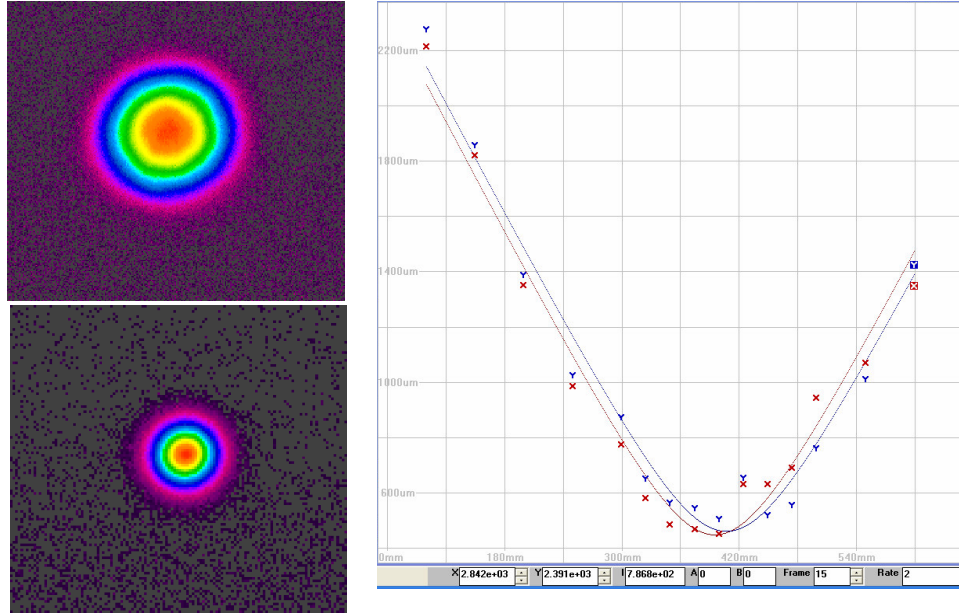 2200um
1800um
1400um
1000um
600um
0mm 180mm 300mm 420mm 540mm
X 2.842e+03 Y 2.391e+03 I 7.868e+02 A 0 B 0 Frame 15 Rate 2